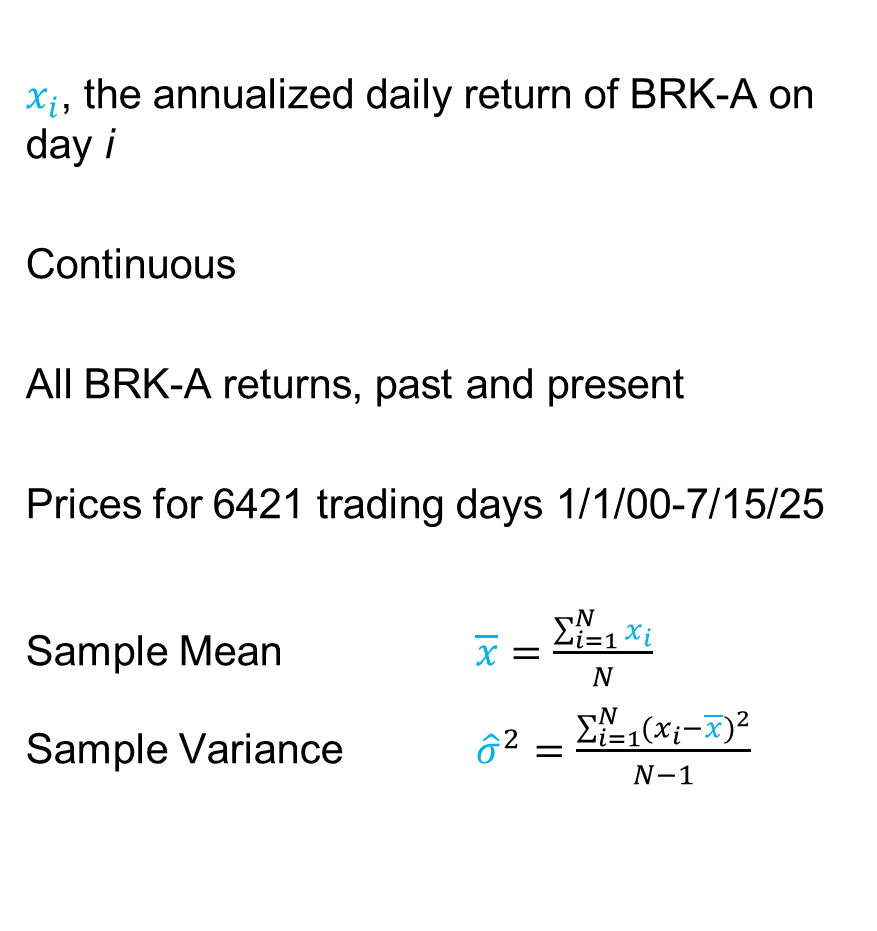 xᵢ, the annualized daily return of BRK-A on
day i
Continuous
All BRK-A returns, past and present
Prices for 6421 trading days 1/1/00-7/15/25
Sample Mean x̅ = ∑ᵢ₌₁ᴺ xᵢ / N
Sample Variance σ̂² = ∑ᵢ₌₁ᴺ(xᵢ−x̅)² / N−1